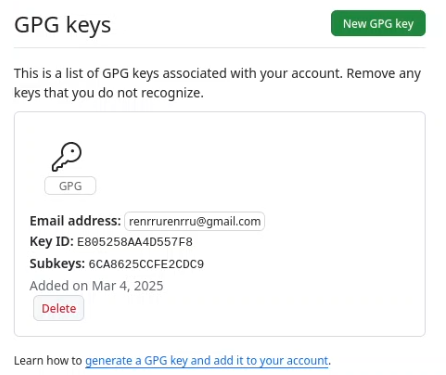 GPG keys
New GPG key
This is a list of GPG keys associated with your account. Remove any
keys that you do not recognize.
GPG
Email address: renrrurenrru@gmail.com
Key ID: E805258AA4D557F8
Subkeys: 6CA8625CCFE2CDC9
Added on Mar 4, 2025
Delete
Learn how to generate a GPG key and add it to your account.